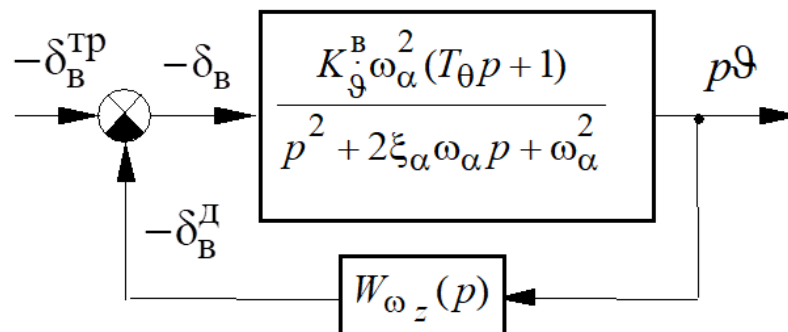 −δ_в^тр
−δ_в
K_ϑ̇^в ω_α^2 (T_θ p + 1)
p^2 + 2ξ_α ω_α p + ω_α^2
pϑ
−δ_в^д
W_ω_z (p)